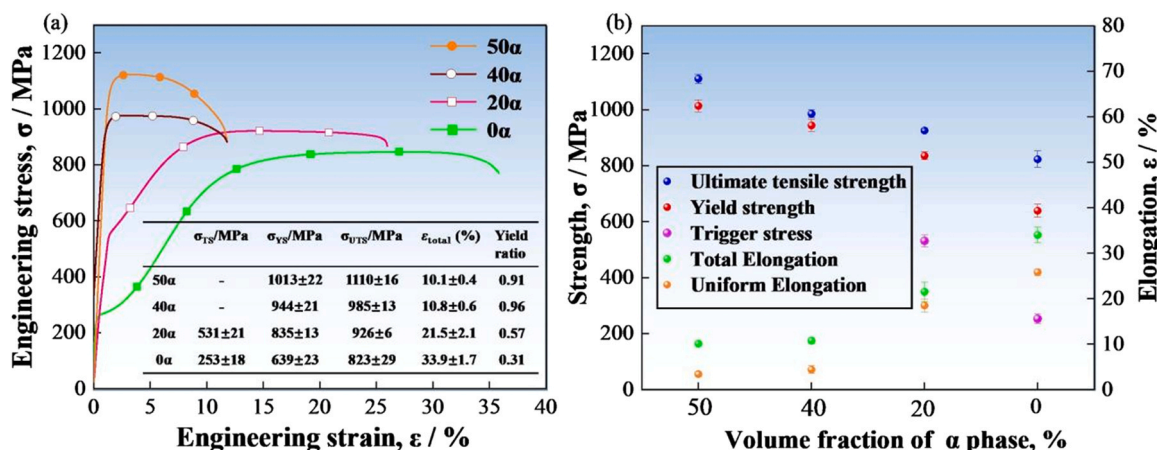 (a)
Engineering stress, σ / MPa
1200
1000
800
600
400
200
0
50α
40α
20α
0α
σTS/MPa σYS/MPa σUTS/MPa εtotal (%) Yield ratio
50α - 1013±22 1110±16 10.1±0.4 0.91
40α - 944±21 985±13 10.8±0.6 0.96
20α 531±21 835±13 926±6 21.5±2.1 0.57
0α 253±18 639±23 823±29 33.9±1.7 0.31
0 5 10 15 20 25 30 35 40
Engineering strain, ε / %
(b)
Strength, σ / MPa
1200
1000
800
600
400
200
0
Ultimate tensile strength
Yield strength
Trigger stress
Total Elongation
Uniform Elongation
80
70
60
50
40
30
20
10
0
Elongation, ε / %
50 40 20 0
Volume fraction of α phase, %